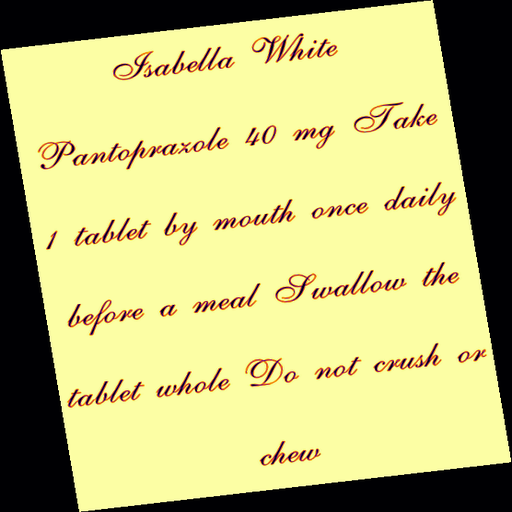 Isabella White
Pantoprazole 40 mg Take
1 tablet by mouth once daily
before a meal Swallow the
tablet whole Do not crush or
chew